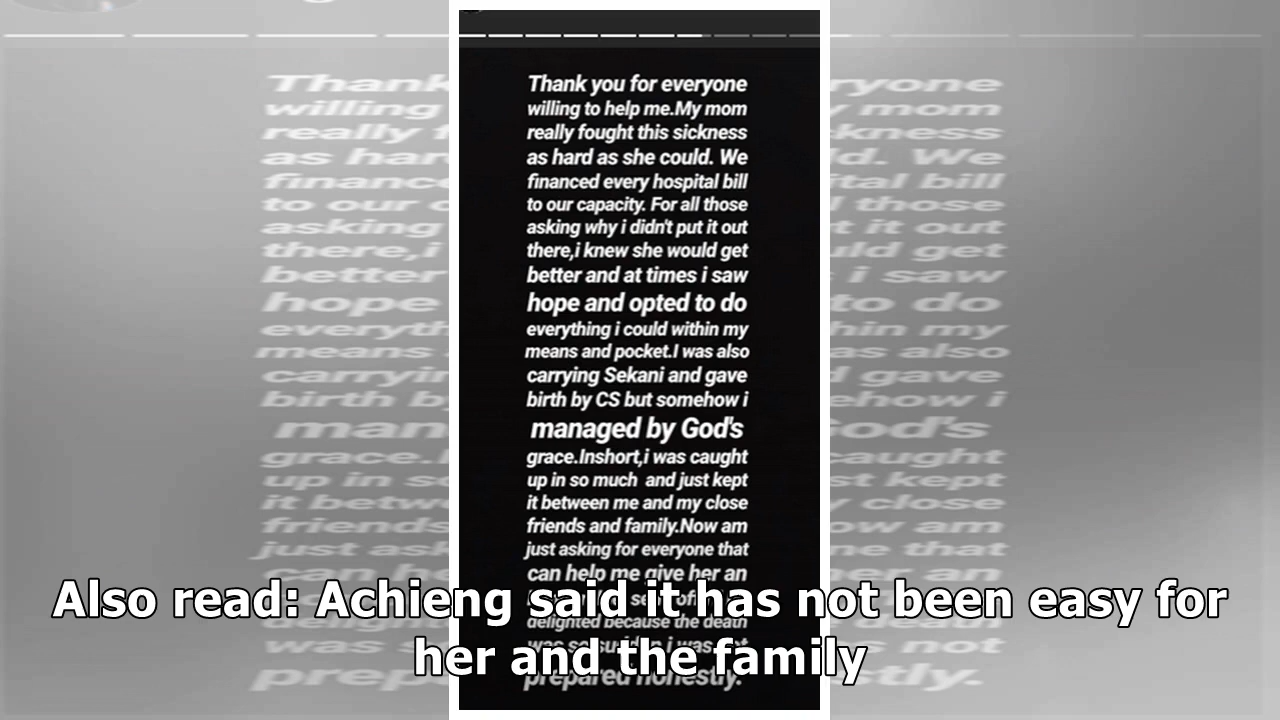 Thank you for everyone
willing to help me.My mom
really fought this sickness
as hard as she could. We
financed every hospital bill
to our capacity. For all those
asking why i didn't put it out
there,i knew she would get
better and at times i saw
hope and opted to do
everything i could within my
means and pocket.I was also
carrying Sekani and gave
birth by CS but somehow i
managed by God's
grace.Inshort,i was caught
up in so much and just kept
it between me and my close
friends and family.Now am
just asking for everyone that
can help me give her an
delighted because the death
was so sudden i was not
prepared honestly.
Also read: Achieng said it has not been easy for
her and the family